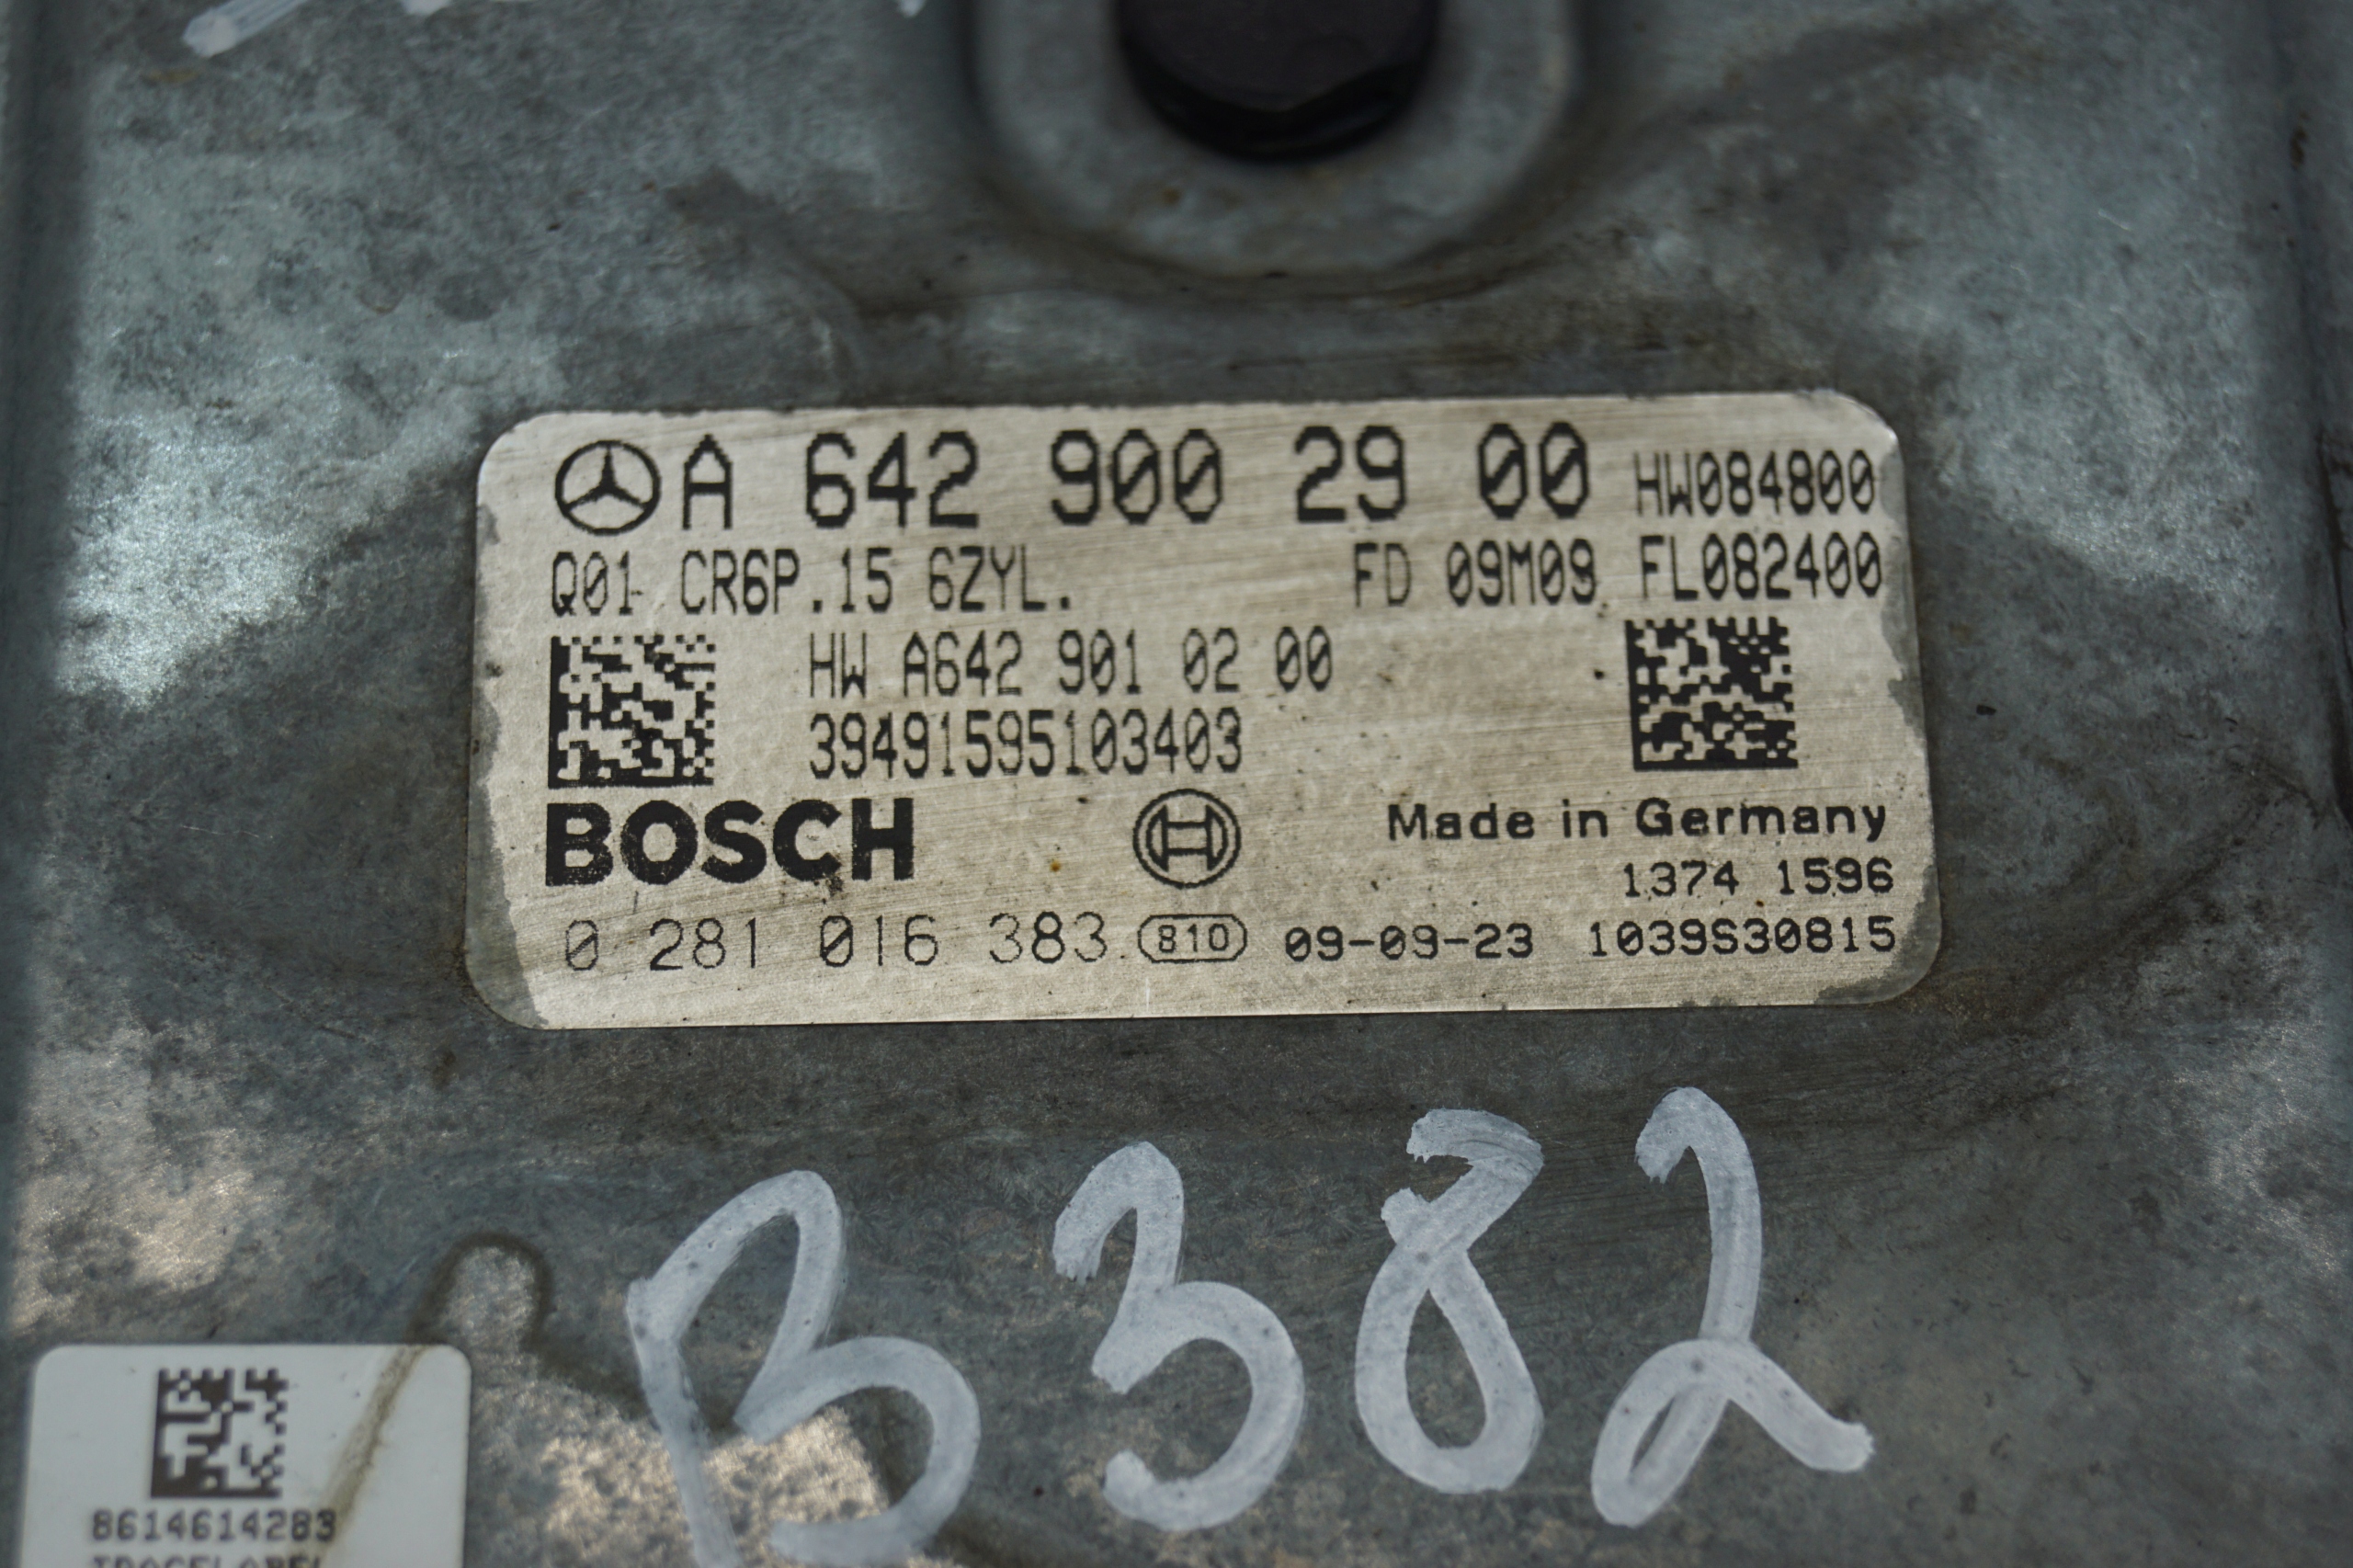 A 642 900 29 00 HW084800
Q01 CR6P.15 6ZYL. FD 09M09 FL082400
HW A642 901 02 00
39491595103403
BOSCH Made in Germany
1374 1596
0 281 016 383 810 09-09-23 1039S30815
B382
8614614283